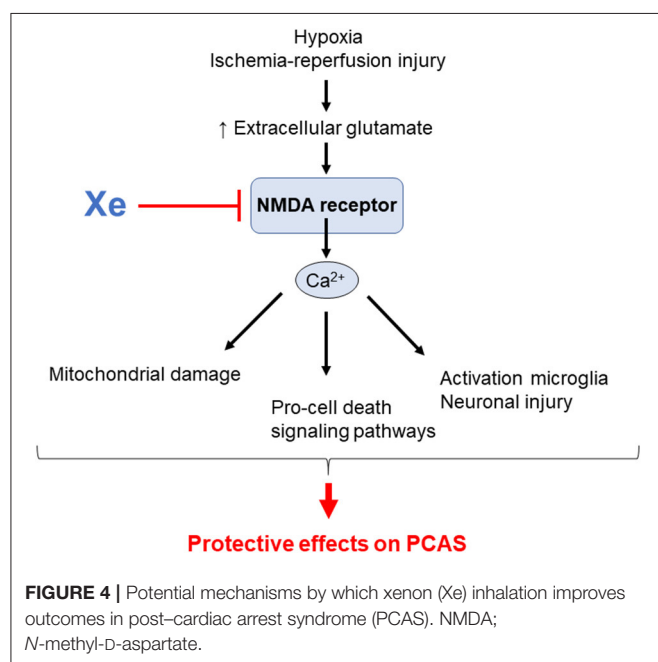 Hypoxia
Ischemia-reperfusion injury
↑ Extracellular glutamate
Xe
NMDA receptor
Ca²⁺
Mitochondrial damage
Pro-cell death
signaling pathways
Activation microglia
Neuronal injury
Protective effects on PCAS
FIGURE 4 | Potential mechanisms by which xenon (Xe) inhalation improves
outcomes in post–cardiac arrest syndrome (PCAS). NMDA;
N-methyl-D-aspartate.